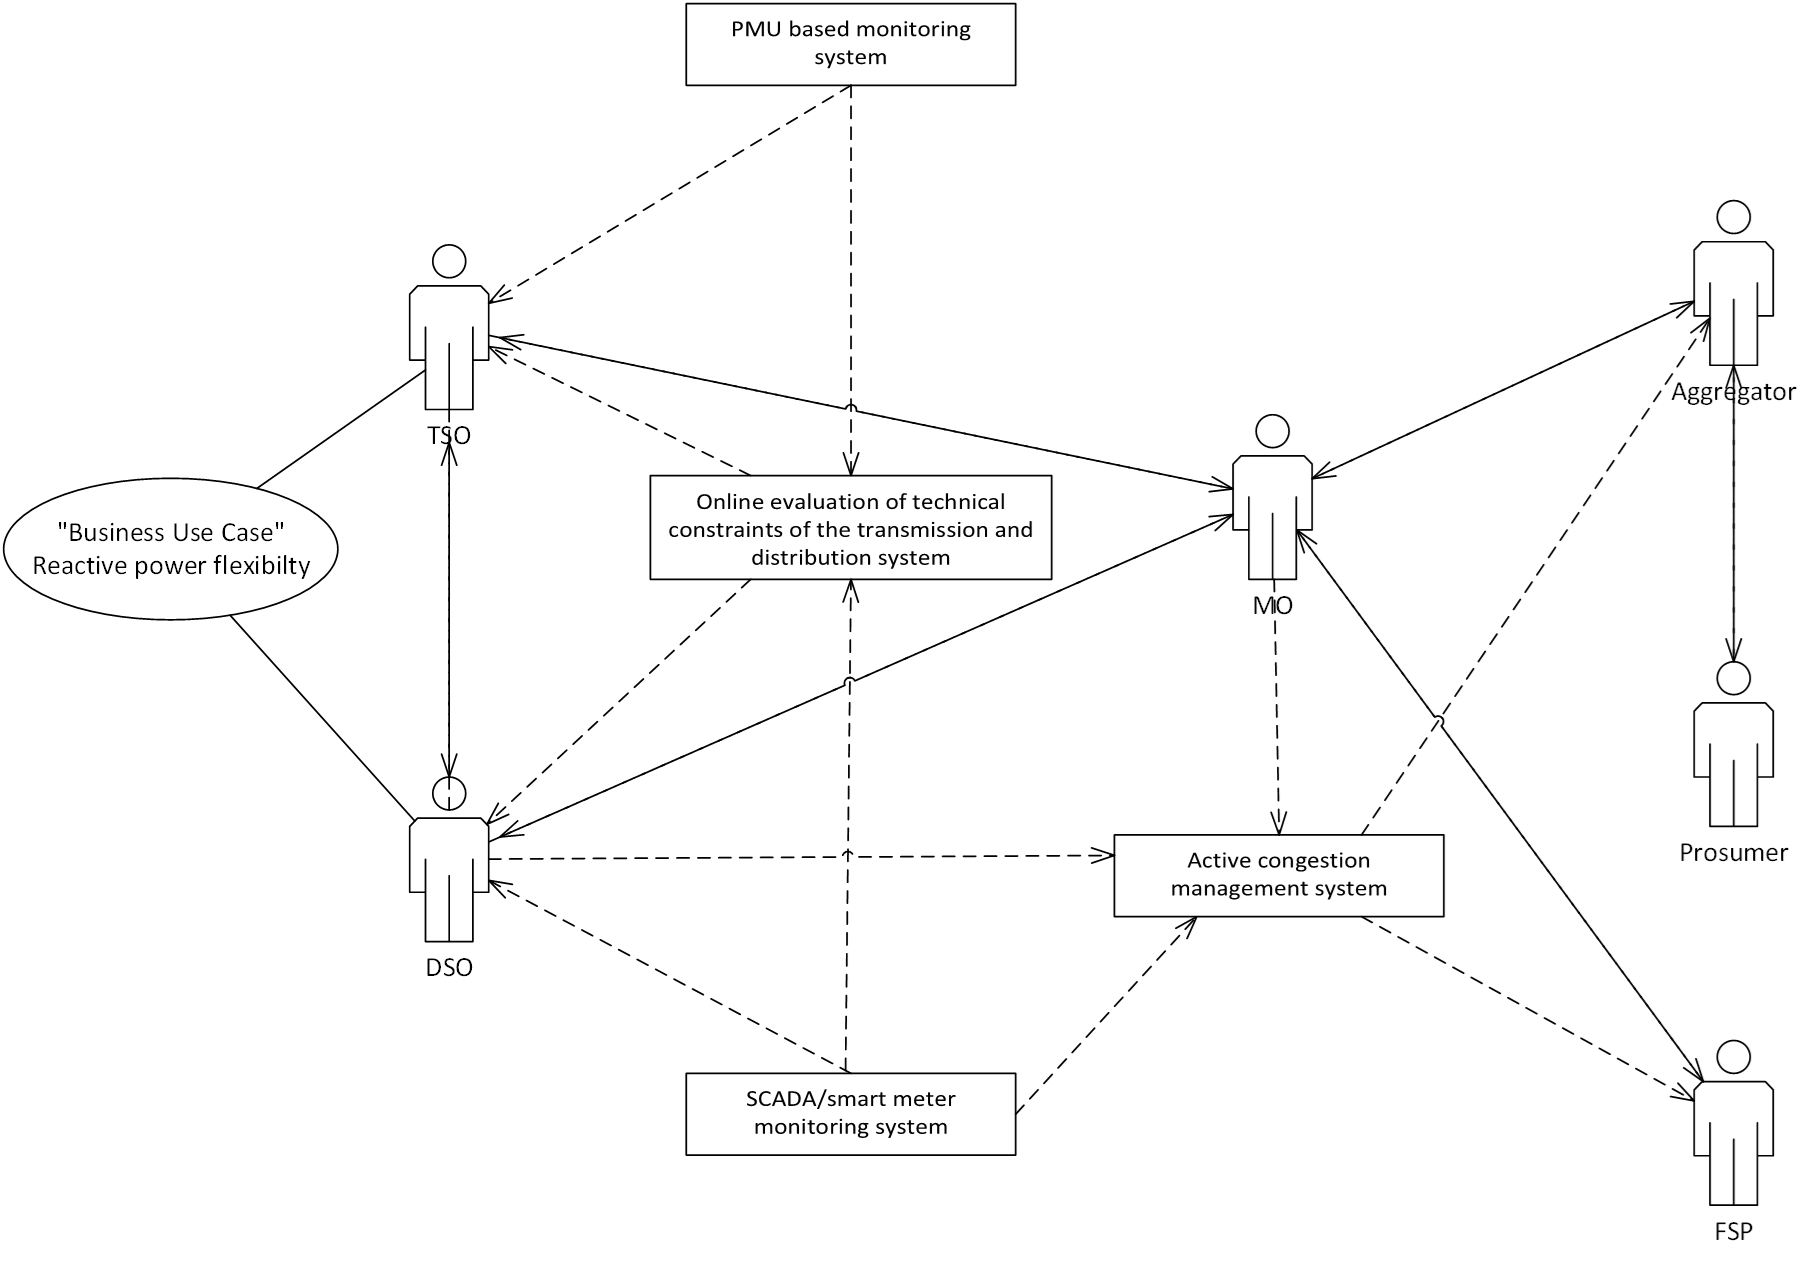 PMU based monitoring
system
Aggregator
TSO
"Business Use Case"
Reactive power flexibilty
Online evaluation of technical
constraints of the transmission and
distribution system
MO
Prosumer
Active congestion
management system
DSO
SCADA/smart meter
monitoring system
FSP